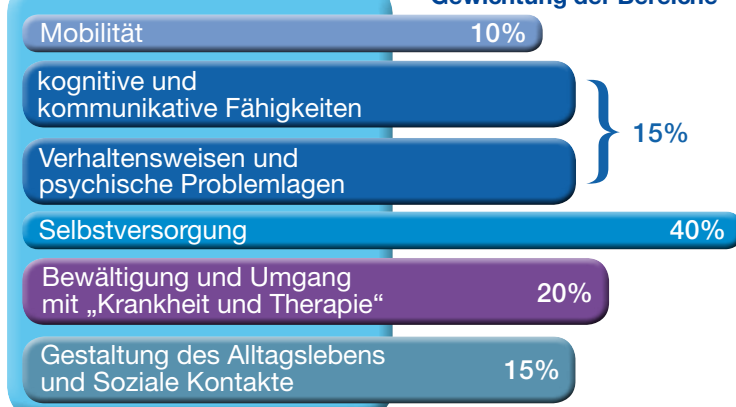 Gewichtung der Bereiche
Mobilität 10%
kognitive und
kommunikative Fähigkeiten
15%
Verhaltensweisen und
psychische Problemlagen
Selbstversorgung 40%
Bewältigung und Umgang
mit „Krankheit und Therapie“
20%
Gestaltung des Alltagslebens
und Soziale Kontakte
15%